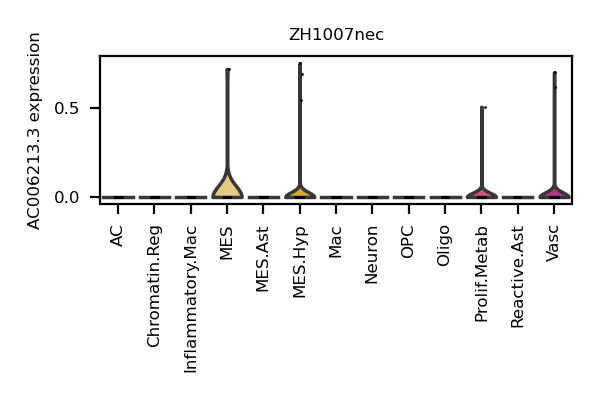 ZH1007nec
AC006213.3 expression
0.5
0.0
AC
Chromatin.Reg
Inflammatory.Mac
MES
MES.Ast
MES.Hyp
Mac
Neuron
OPC
Oligo
Prolif.Metab
Reactive.Ast
Vasc